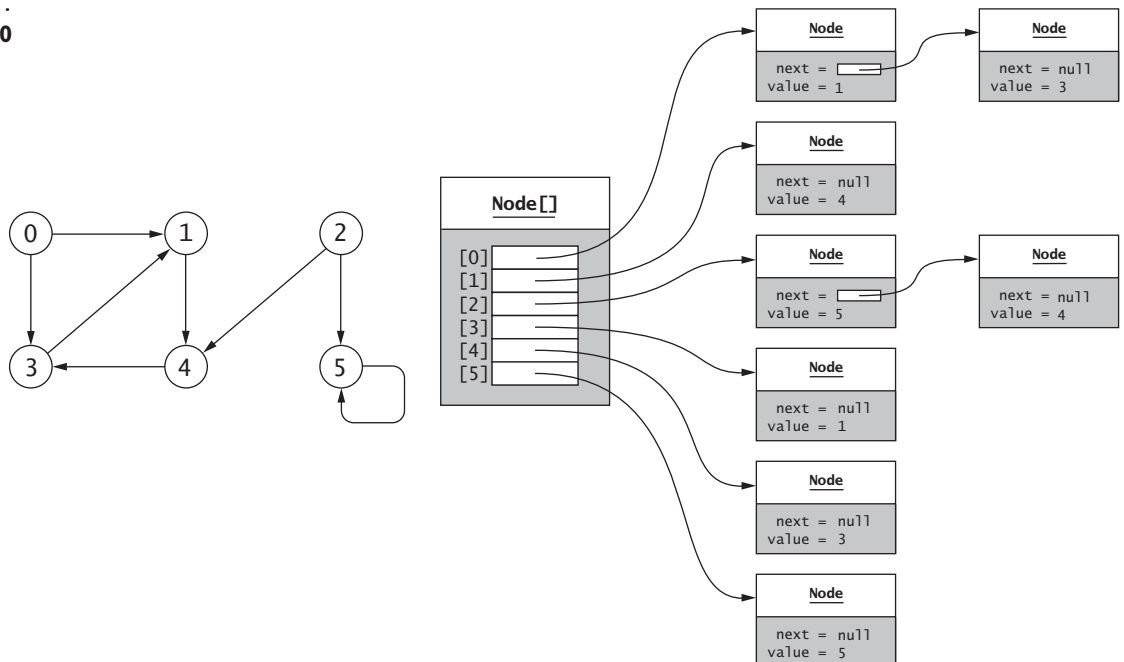 .
0
0
1
2
3
4
5
Node[]
[0]
[1]
[2]
[3]
[4]
[5]
Node
next =
value = 1
Node
next = null
value = 3
Node
next = null
value = 4
Node
next =
value = 5
Node
next = null
value = 4
Node
next = null
value = 1
Node
next = null
value = 3
Node
next = null
value = 5